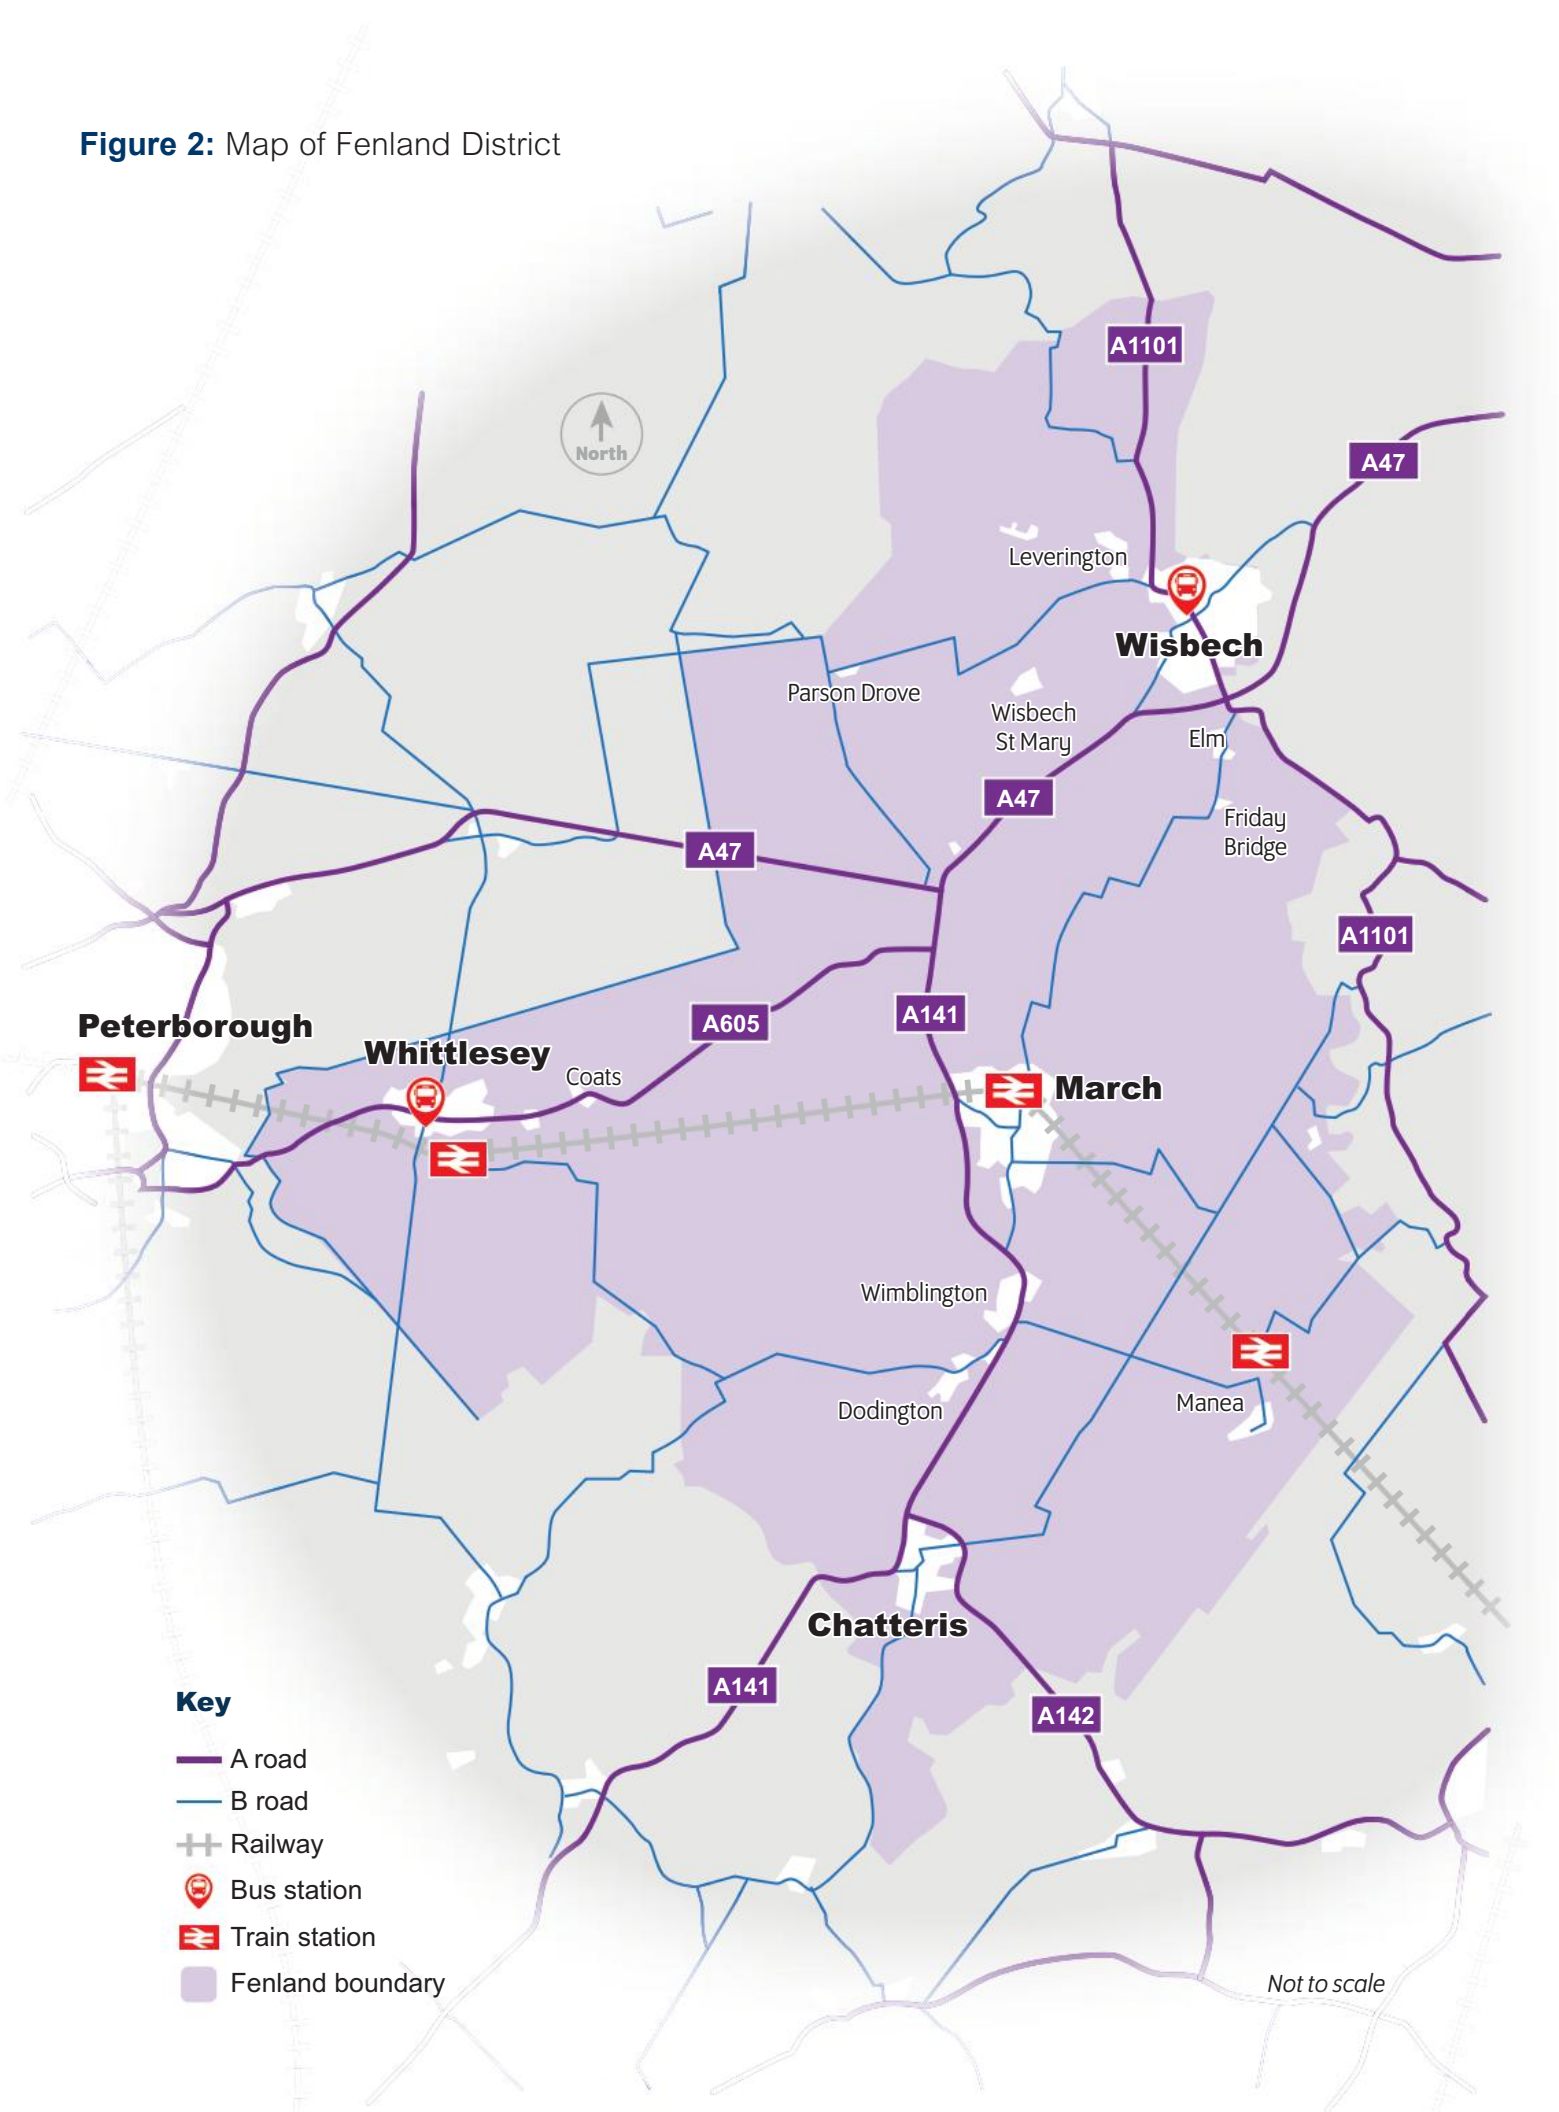 Figure 2: Map of Fenland District
A1101
North
A47
Leverington
Wisbech
Parson Drove
Wisbech
St Mary
Elm
A47
Friday
Bridge
A47
A1101
A605
A141
Peterborough
Whittlesey
Coats
March
Wimblington
Dodington
Manea
Chatteris
A141
A142
Key
A road
B road
Railway
Bus station
Train station
Fenland boundary
Not to scale